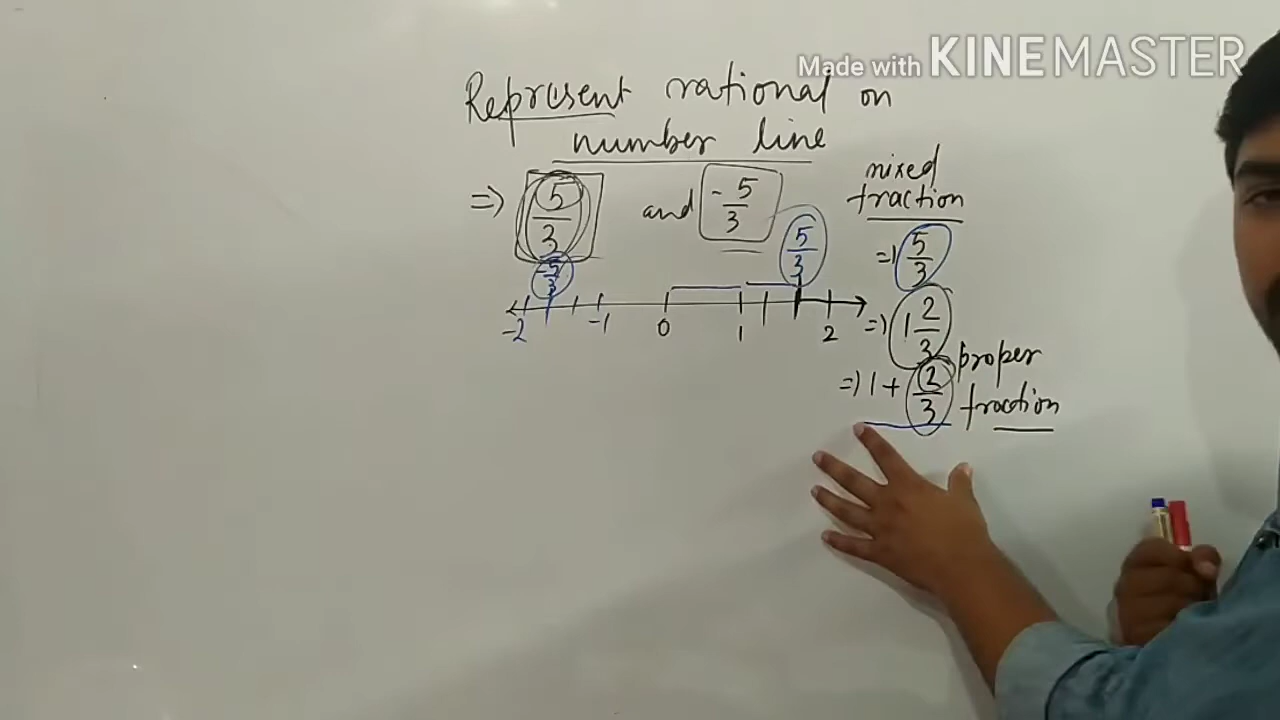 Made with KINEMASTER
Represent rational on
number line
=> 5/3 and -5/3
mixed
fraction
=> 5/3
=> 1 2/3
=> 1 + 2/3 proper
fraction
-5/3 5/3
-2 -1 0 1 2